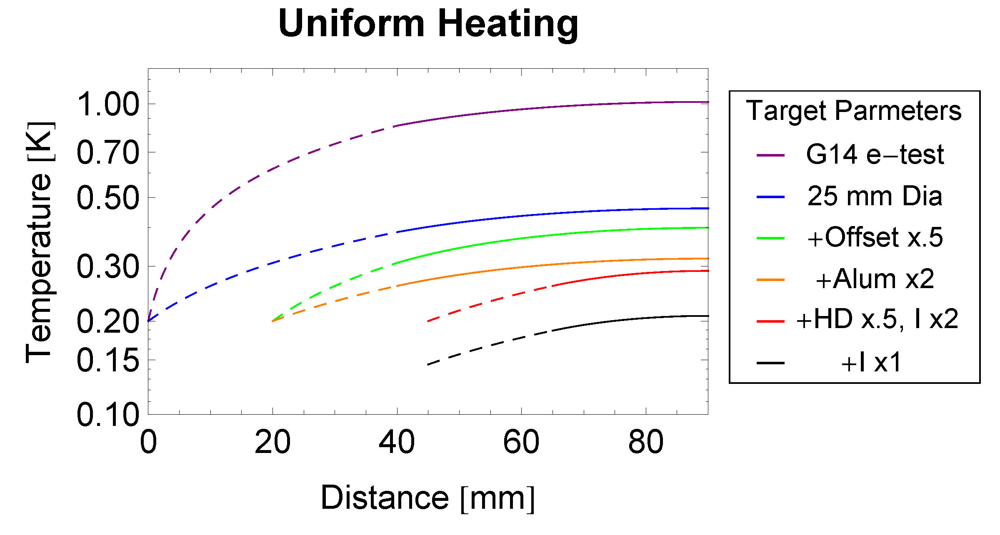 Uniform Heating
Temperature [K]
1.00
0.70
0.50
0.30
0.20
0.15
0.10
0
20
40
60
80
Distance [mm]
Target Parmeters
G14 e−test
25 mm Dia
+Offset x.5
+Alum x2
+HD x.5, I x2
+I x1